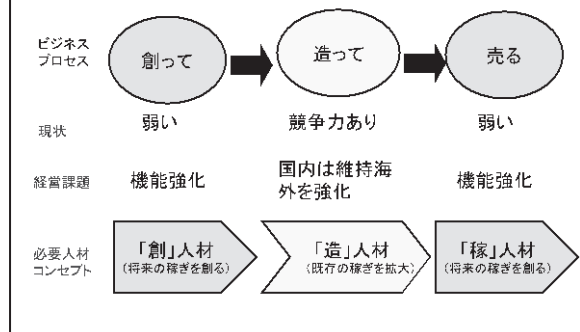 ビジネス
プロセス
創って
造って
売る
現状
弱い
競争力あり
弱い
経営課題
機能強化
国内は維持海
外を強化
機能強化
必要人材
コンセプト
「創」人材
(将来の稼ぎを創る)
「造」人材
(既存の稼ぎを拡大)
「稼」人材
(将来の稼ぎを創る)